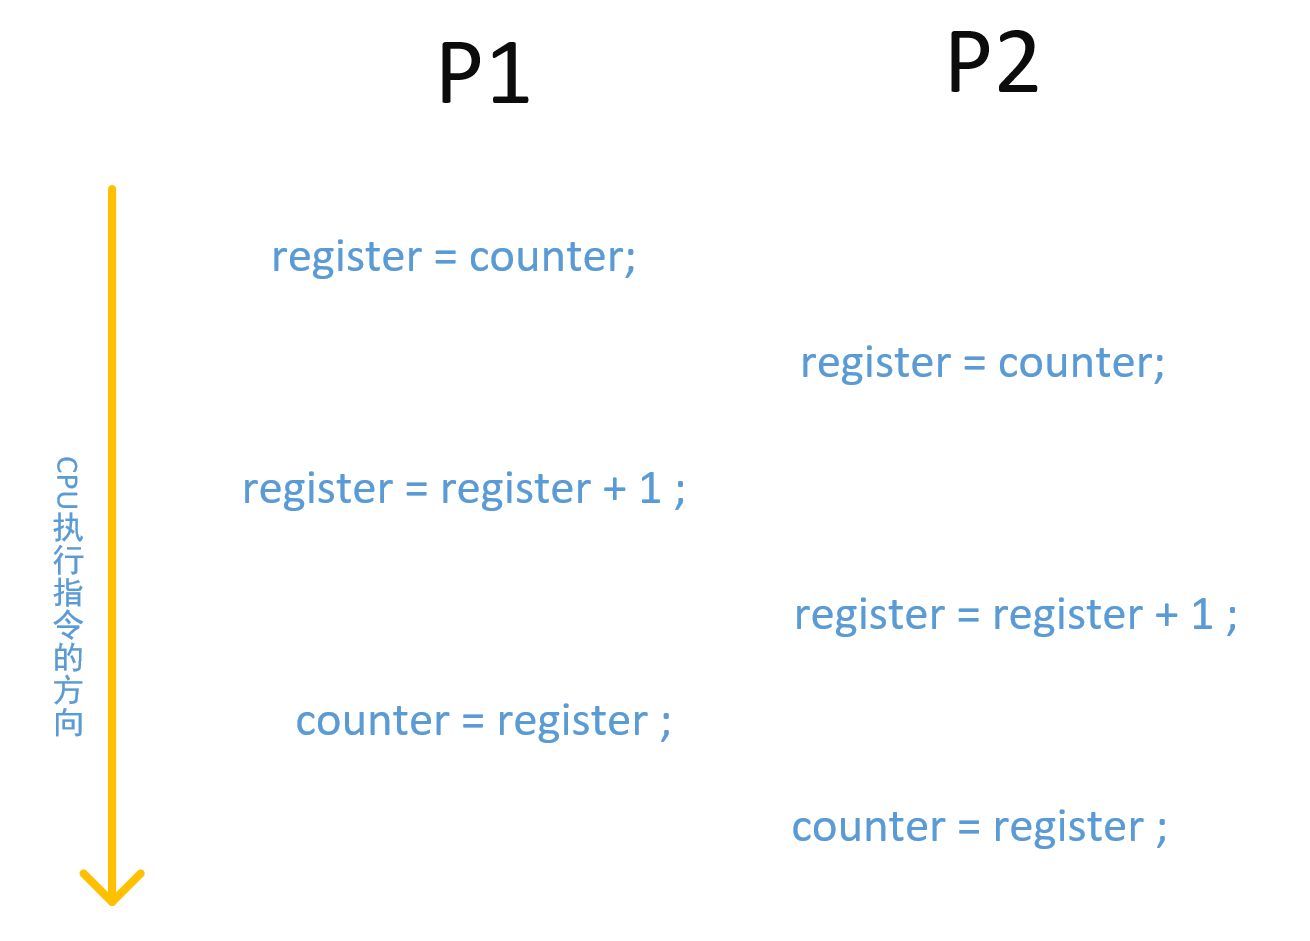 P1
P2
register = counter;
register = counter;
CPU执行指令的方向
register = register + 1 ;
register = register + 1 ;
counter = register ;
counter = register ;